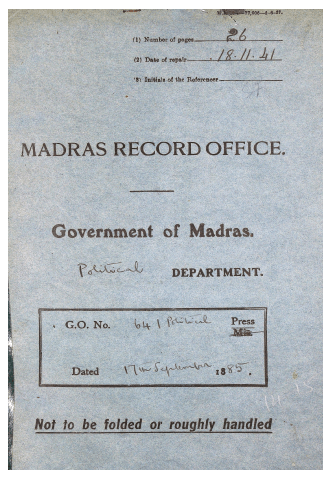 (1) Number of pages 26
(2) Date of repair 18.11.41
(3) Initials of the Referencer
MADRAS RECORD OFFICE.
Government of Madras.
Political DEPARTMENT.
G.O. No. 641 Political Press
Mis.
Dated 17th September 1885.
Not to be folded or roughly handled